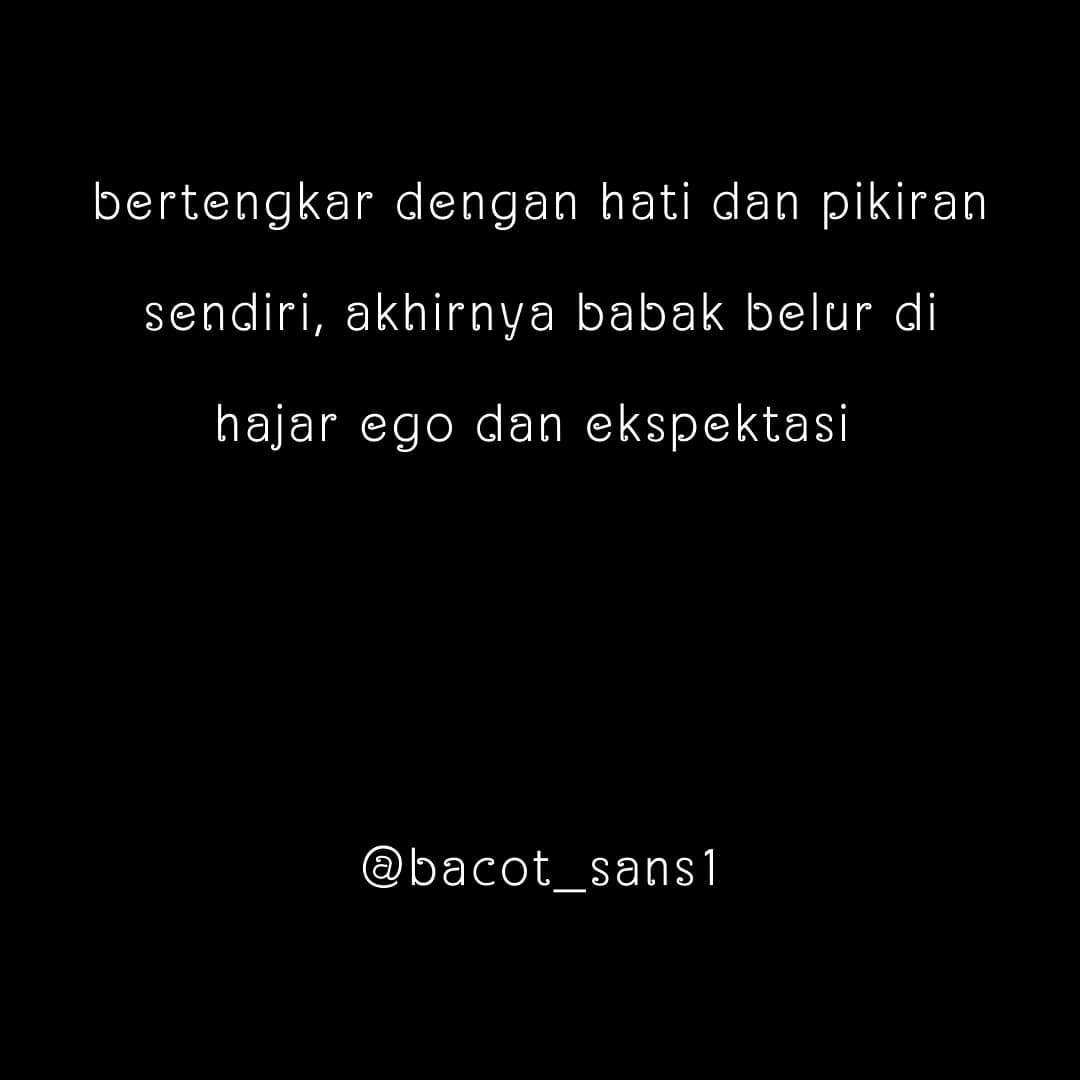 bertengkar dengan hati dan pikiran
sendiri, akhirnya babak belur di
hajar ego dan ekspektasi
@bacot_sans1